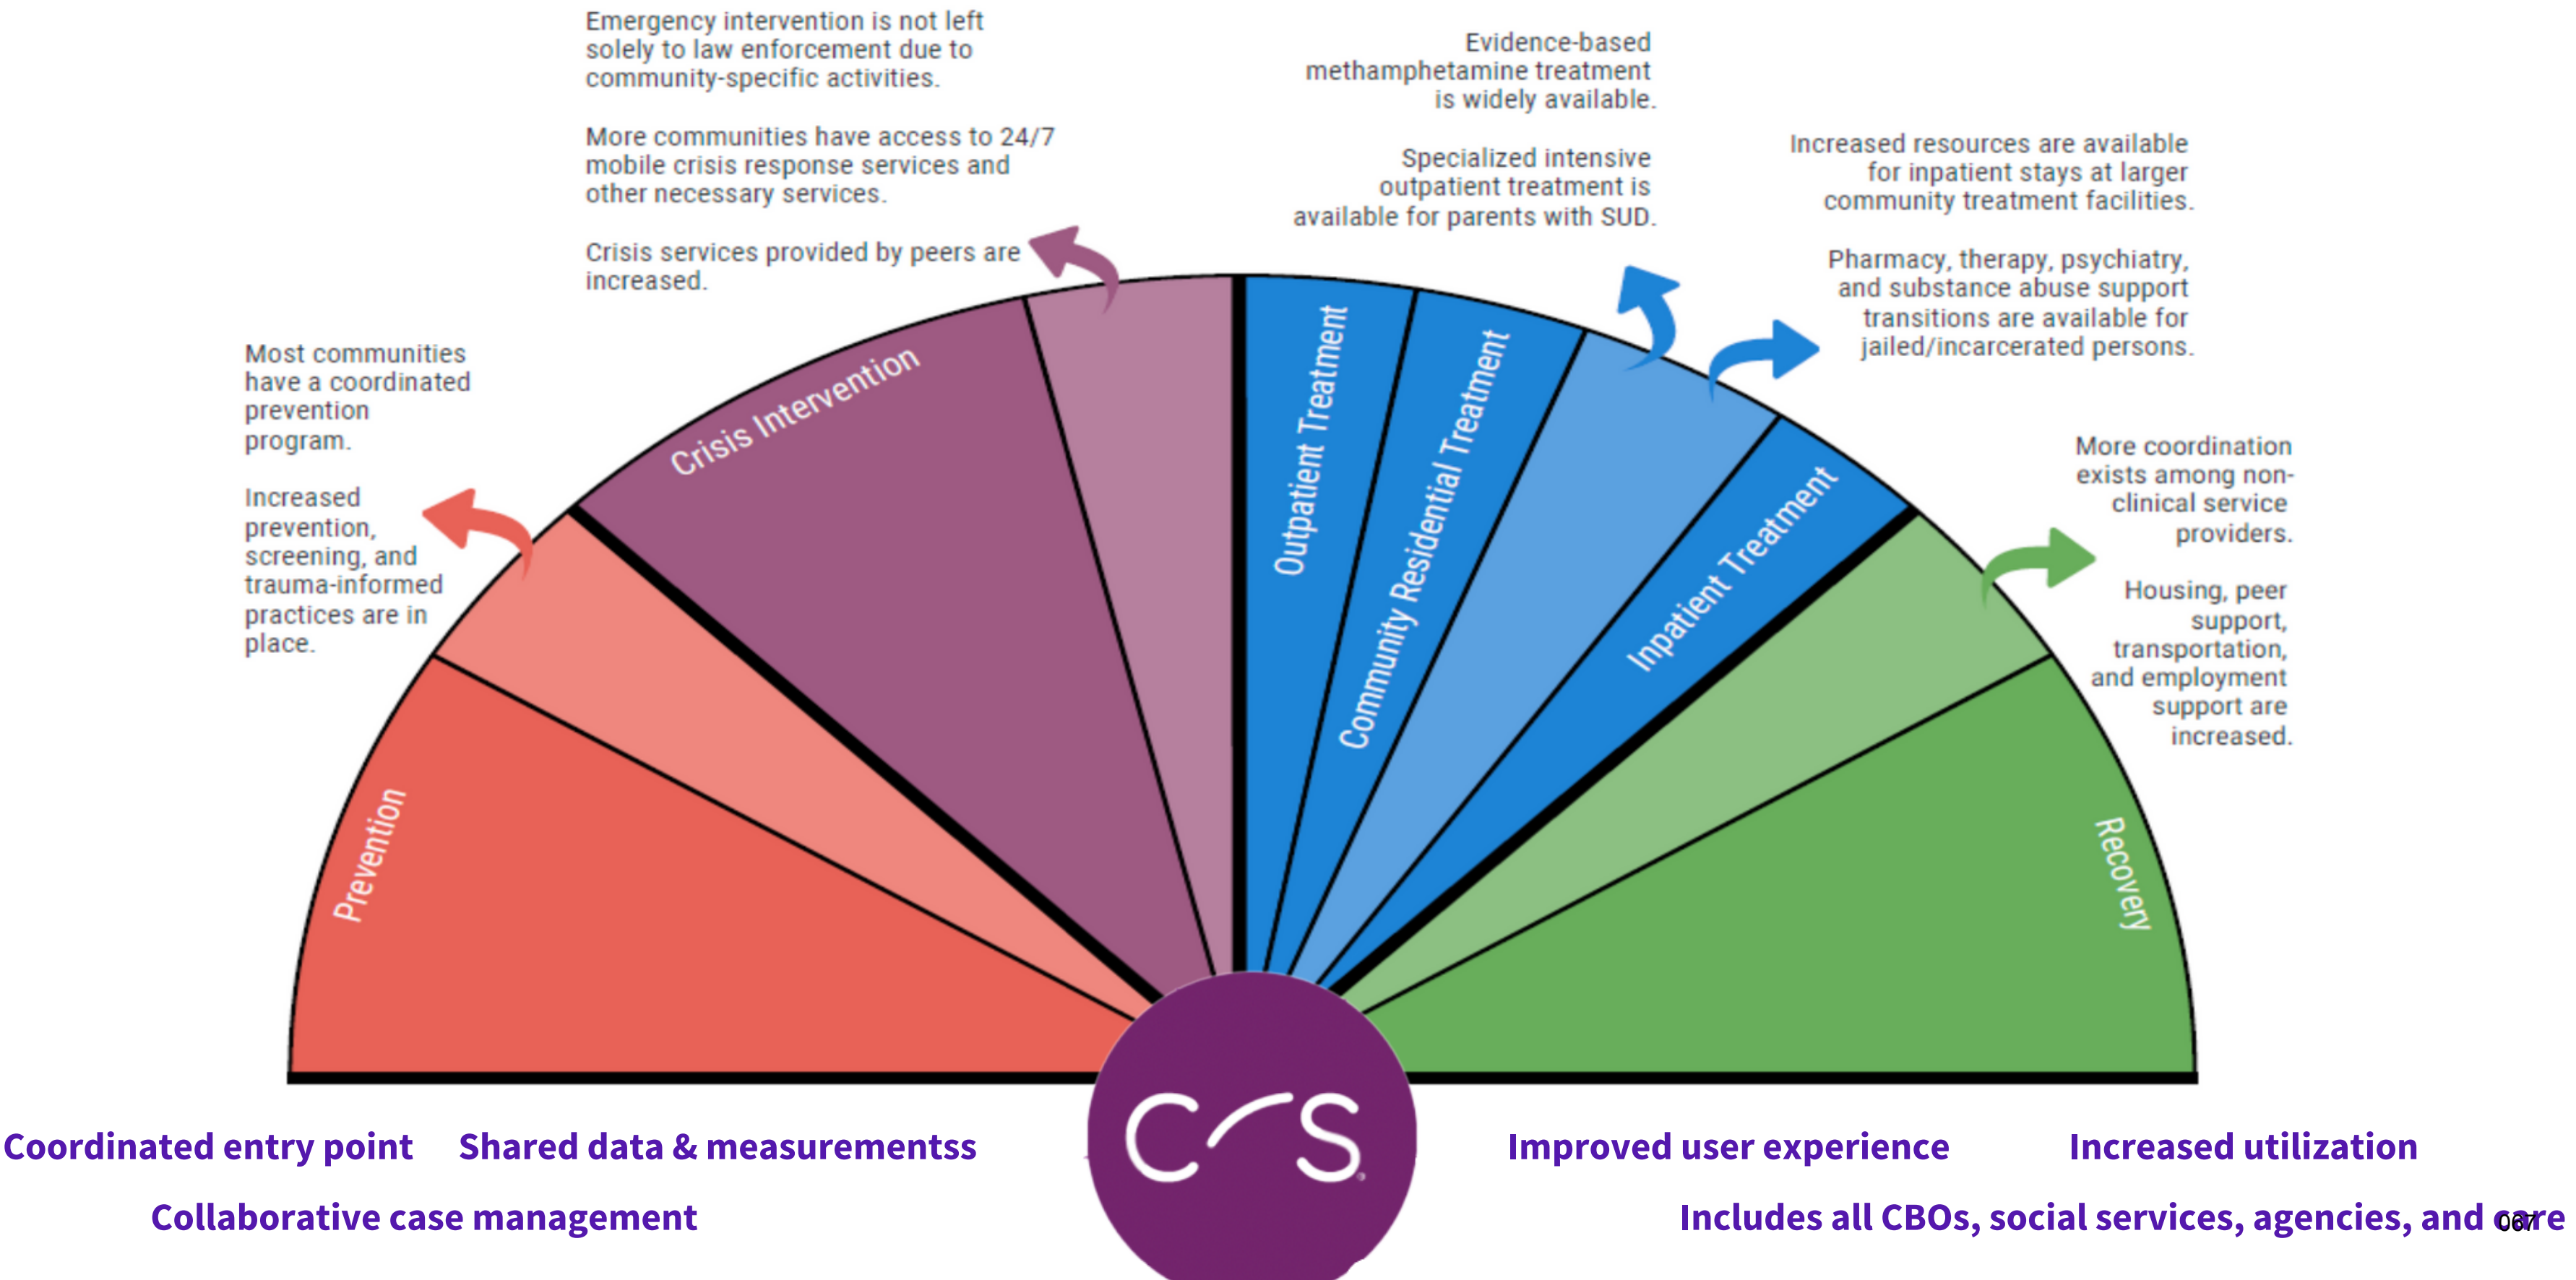 Emergency intervention is not left
solely to law enforcement due to
community-specific activities.
More communities have access to 24/7
mobile crisis response services and
other necessary services.
Crisis services provided by peers are
increased.
Evidence-based
methamphetamine treatment
is widely available.
Specialized intensive
outpatient treatment is
available for parents with SUD.
Increased resources are available
for inpatient stays at larger
community treatment facilities.
Pharmacy, therapy, psychiatry,
and substance abuse support
transitions are available for
jailed/incarcerated persons.
Most communities
have a coordinated
prevention
program.
Increased
prevention,
screening, and
trauma-informed
practices are in
place.
More coordination
exists among non-
clinical service
providers.
Housing, peer
support,
transportation,
and employment
support are
increased.
Prevention
Crisis Intervention
Outpatient Treatment
Community Residential Treatment
Inpatient Treatment
Recovery
CrS
Coordinated entry point
Shared data & measurementss
Improved user experience
Increased utilization
Collaborative case management
Includes all CBOs, social services, agencies, and
067